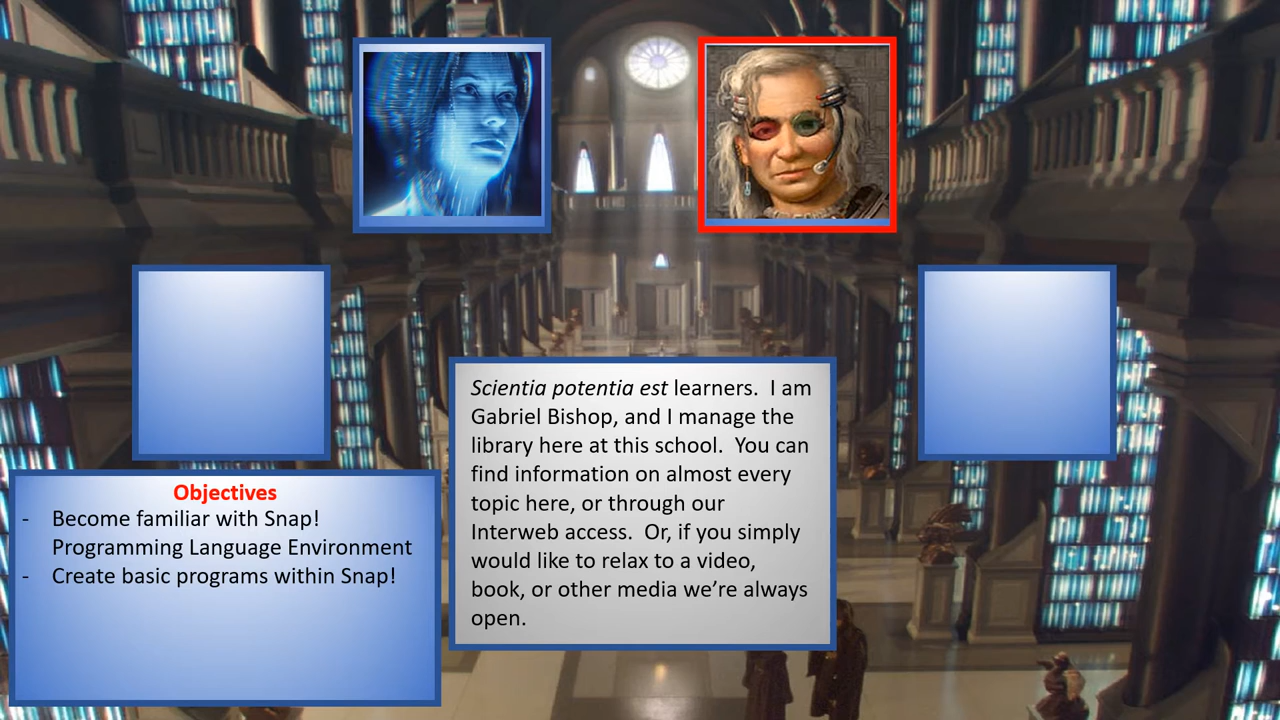 Scientia potentia est learners.  I am
Gabriel Bishop, and I manage the
library here at this school.  You can
find information on almost every
topic here, or through our
Interweb access.  Or, if you simply
would like to relax to a video,
book, or other media we’re always
open.
Objectives
- Become familiar with Snap!
Programming Language Environment
- Create basic programs within Snap!